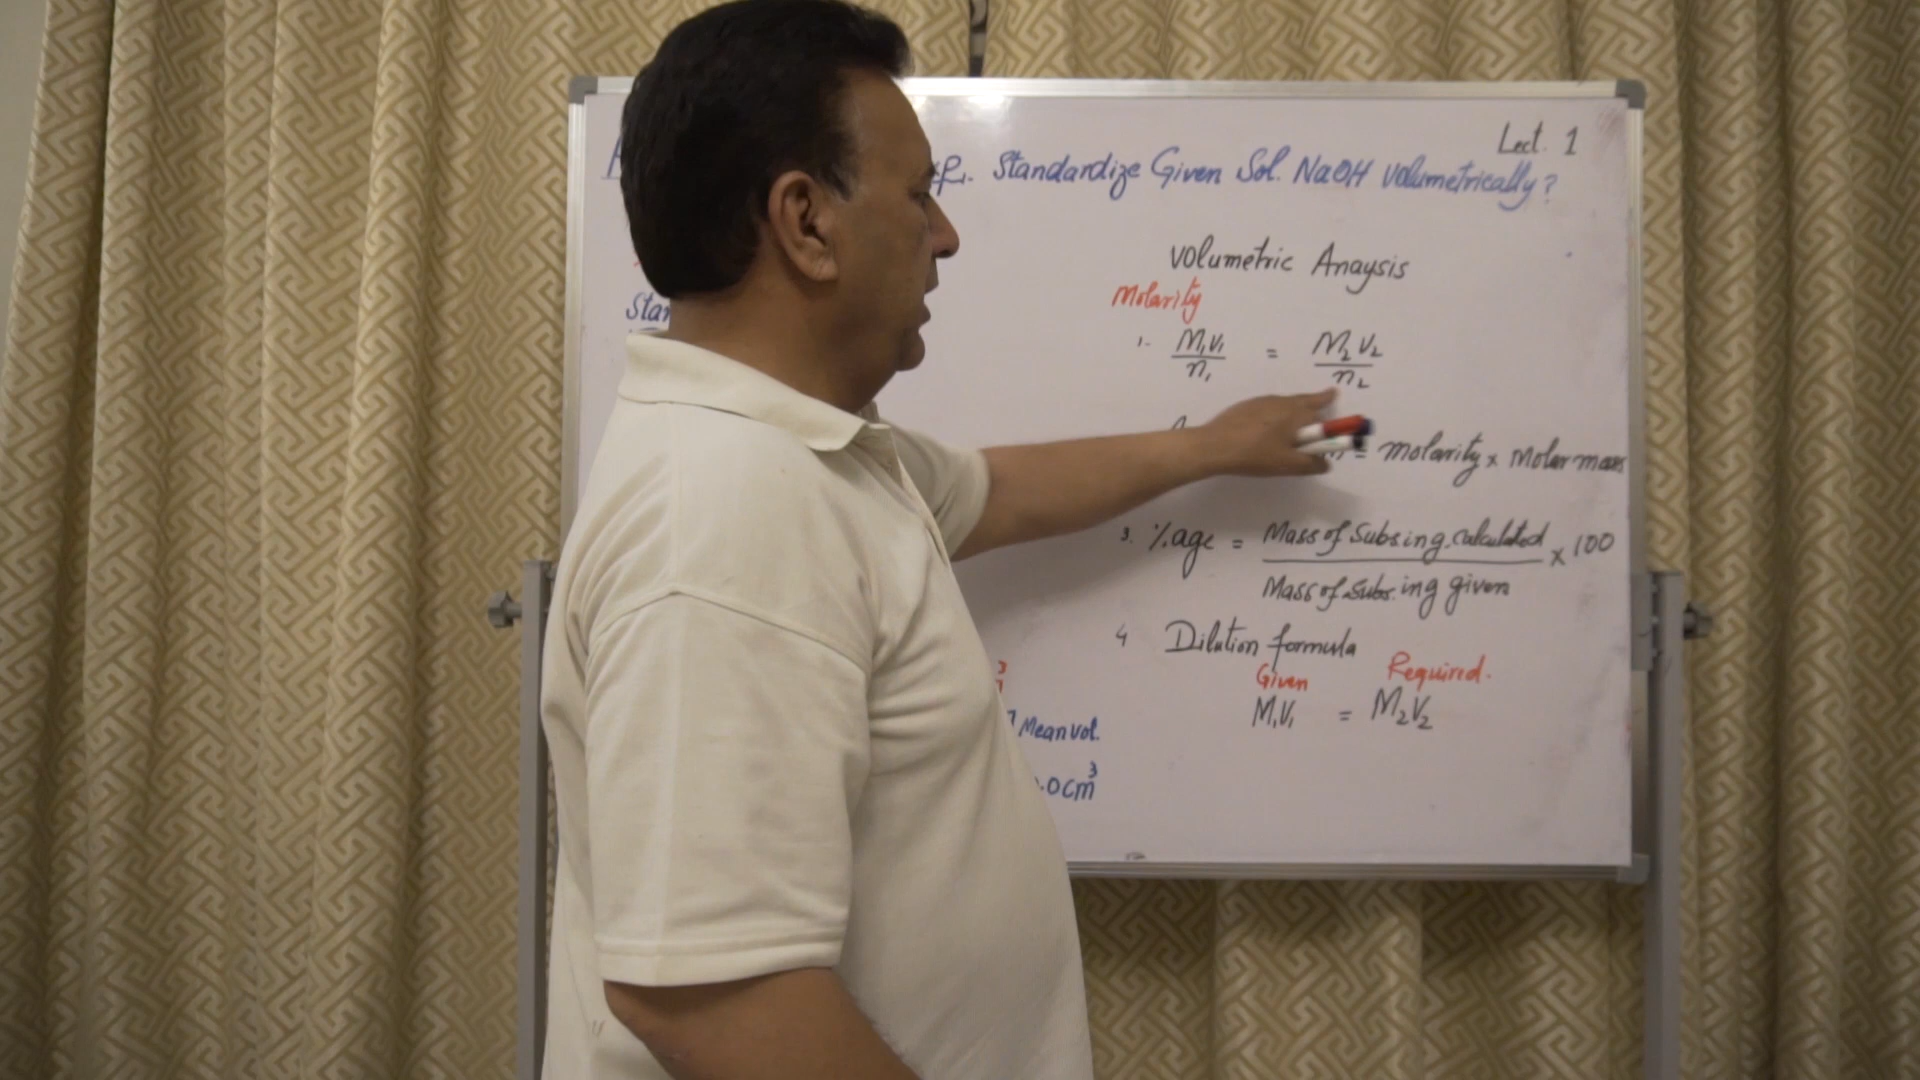 Lect. 1
Standardize Given Sol. NaOH volumetrically?
volumetric Anaysis
Molarity
1. M₁V₁/n₁ = M₂V₂/n₂
= molarity x Molar mass
3. %age = Mass of Subs in g. calculated / Mass of Subs. in g given x 100
4 Dilution formula
Given Required.
M₁V₁ = M₂V₂
Mean vol.
.0 cm³